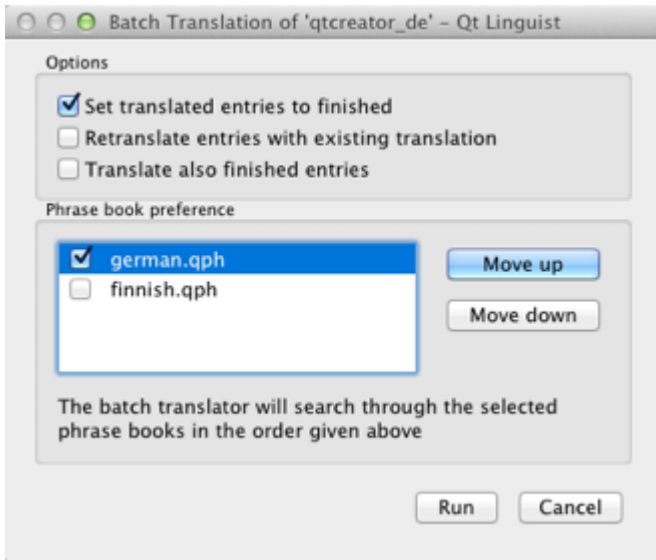 Batch Translation of 'qtcreator_de' – Qt Linguist
Options
Set translated entries to finished
Retranslate entries with existing translation
Translate also finished entries
Phrase book preference
german.qph
finnish.qph
Move up
Move down
The batch translator will search through the selected
phrase books in the order given above
Run
Cancel